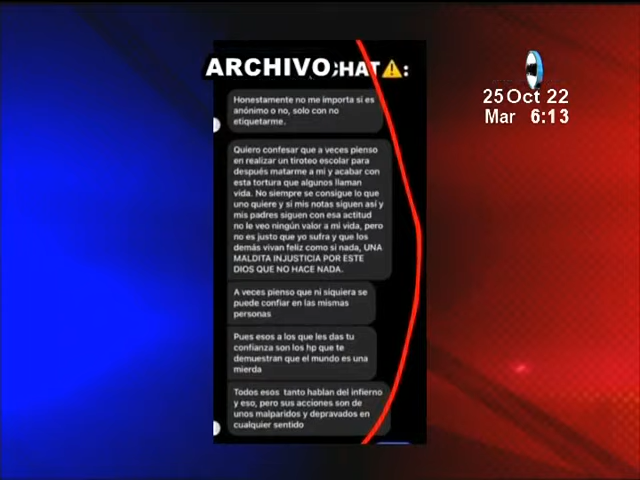 ARCHIVO CHAT⚠️:
25 Oct 22
Mar 6:13
Honestamente no me importa si es
anónimo o no, solo con no
etiquetarme.
Quiero confesar que a veces pienso
en realizar un tiroteo escolar para
después matarme a mi y acabar con
esta tortura que algunos llaman
vida. No siempre se consigue lo que
uno quiere y si mis notas siguen así y
mis padres siguen con esa actitud
no le veo ningún valor a mi vida, pero
no es justo que yo sufra y que los
demás vivan feliz como si nada, UNA
MALDITA INJUSTICIA POR ESTE
DIOS QUE NO HACE NADA.
A veces pienso que ni siquiera se
puede confiar en las mismas
personas
Pues esos a los que les das tu
confianza son los hp que te
demuestran que el mundo es una
mierda
Todos esos tanto hablan del infierno
y eso, pero sus acciones son de
unos malparidos y depravados en
cualquier sentido